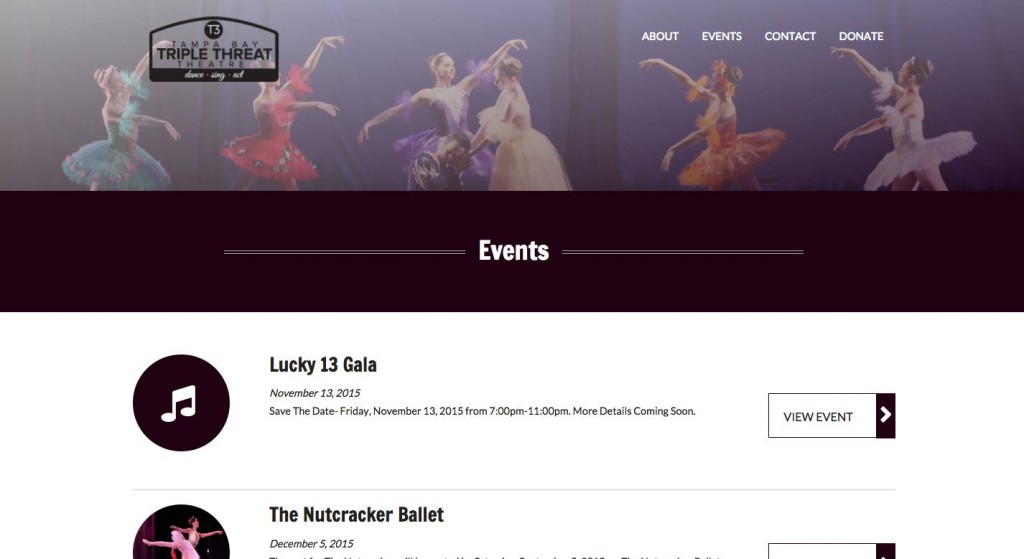 T3
TAMPA BAY
TRIPLE THREAT
THEATRE
dance · sing · act
ABOUT
EVENTS
CONTACT
DONATE
Events
Lucky 13 Gala
November 13, 2015
Save The Date- Friday, November 13, 2015 from 7:00pm-11:00pm. More Details Coming Soon.
VIEW EVENT
The Nutcracker Ballet
December 5, 2015